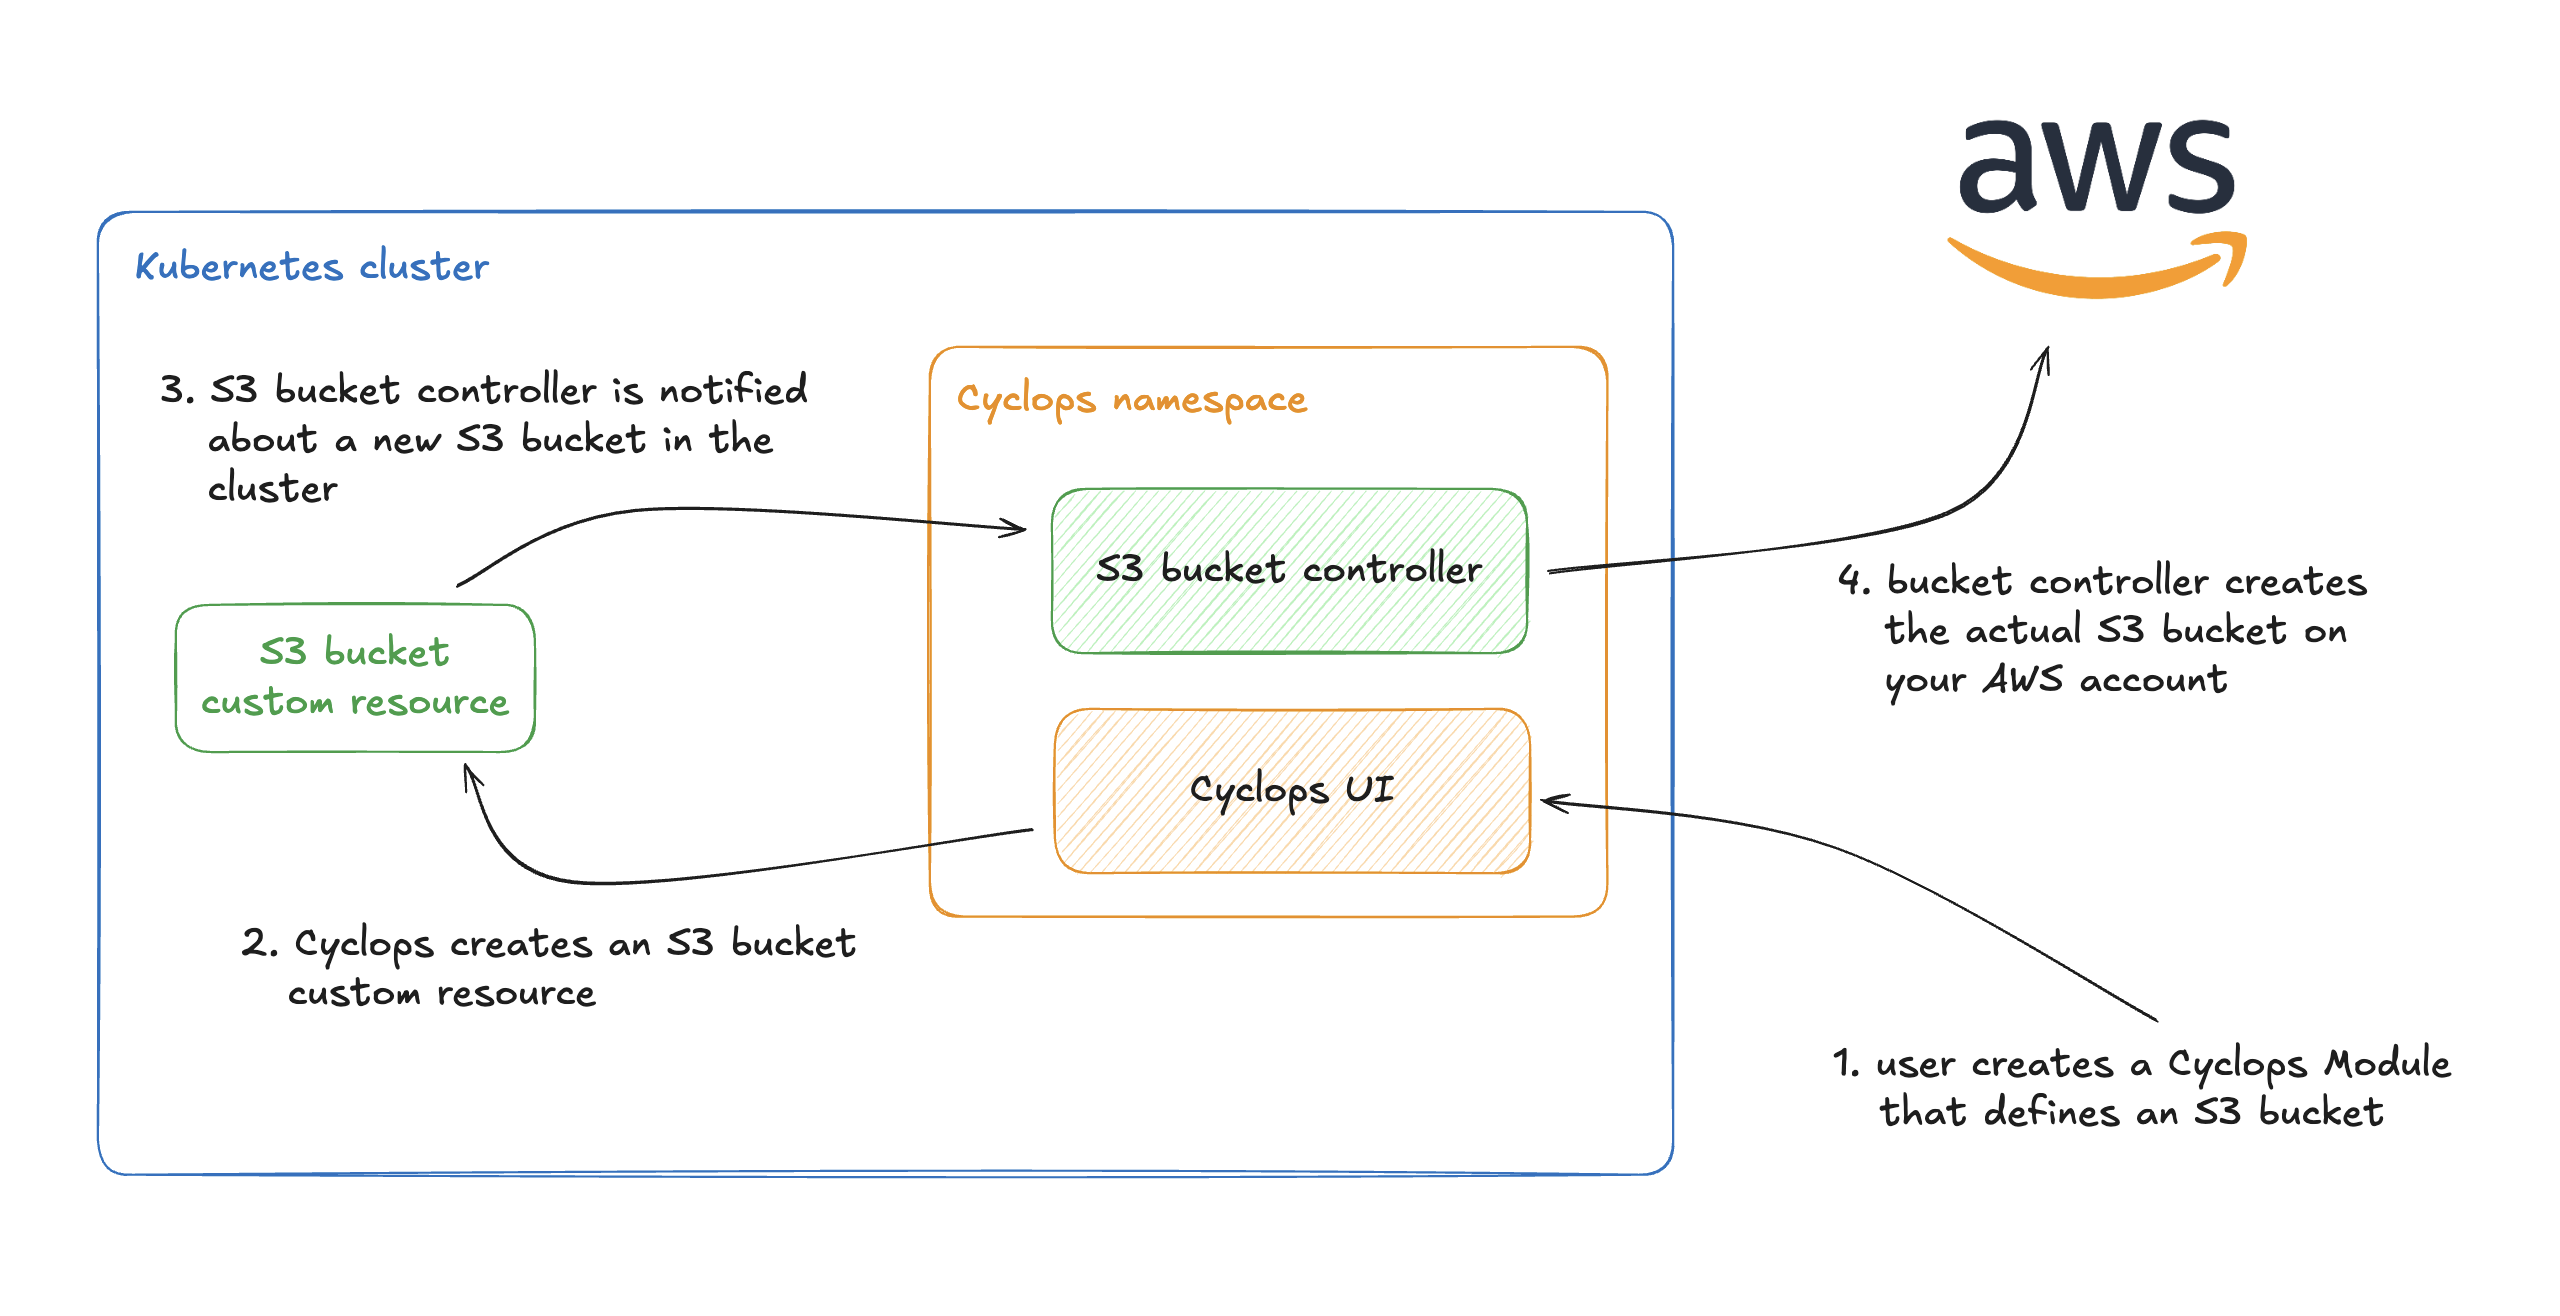 aws
Kubernetes cluster
3. S3 bucket controller is notified
about a new S3 bucket in the
cluster
Cyclops namespace
S3 bucket controller
4. bucket controller creates
the actual S3 bucket on
your AWS account
S3 bucket
custom resource
Cyclops UI
2. Cyclops creates an S3 bucket
custom resource
1. user creates a Cyclops Module
that defines an S3 bucket